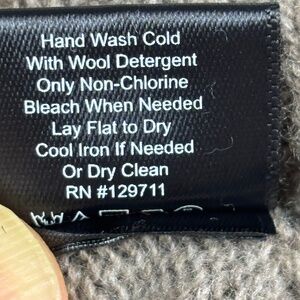 Hand Wash Cold
With Wool Detergent
Only Non-Chlorine
Bleach When Needed
Lay Flat to Dry
Cool Iron If Needed
Or Dry Clean
RN #129711